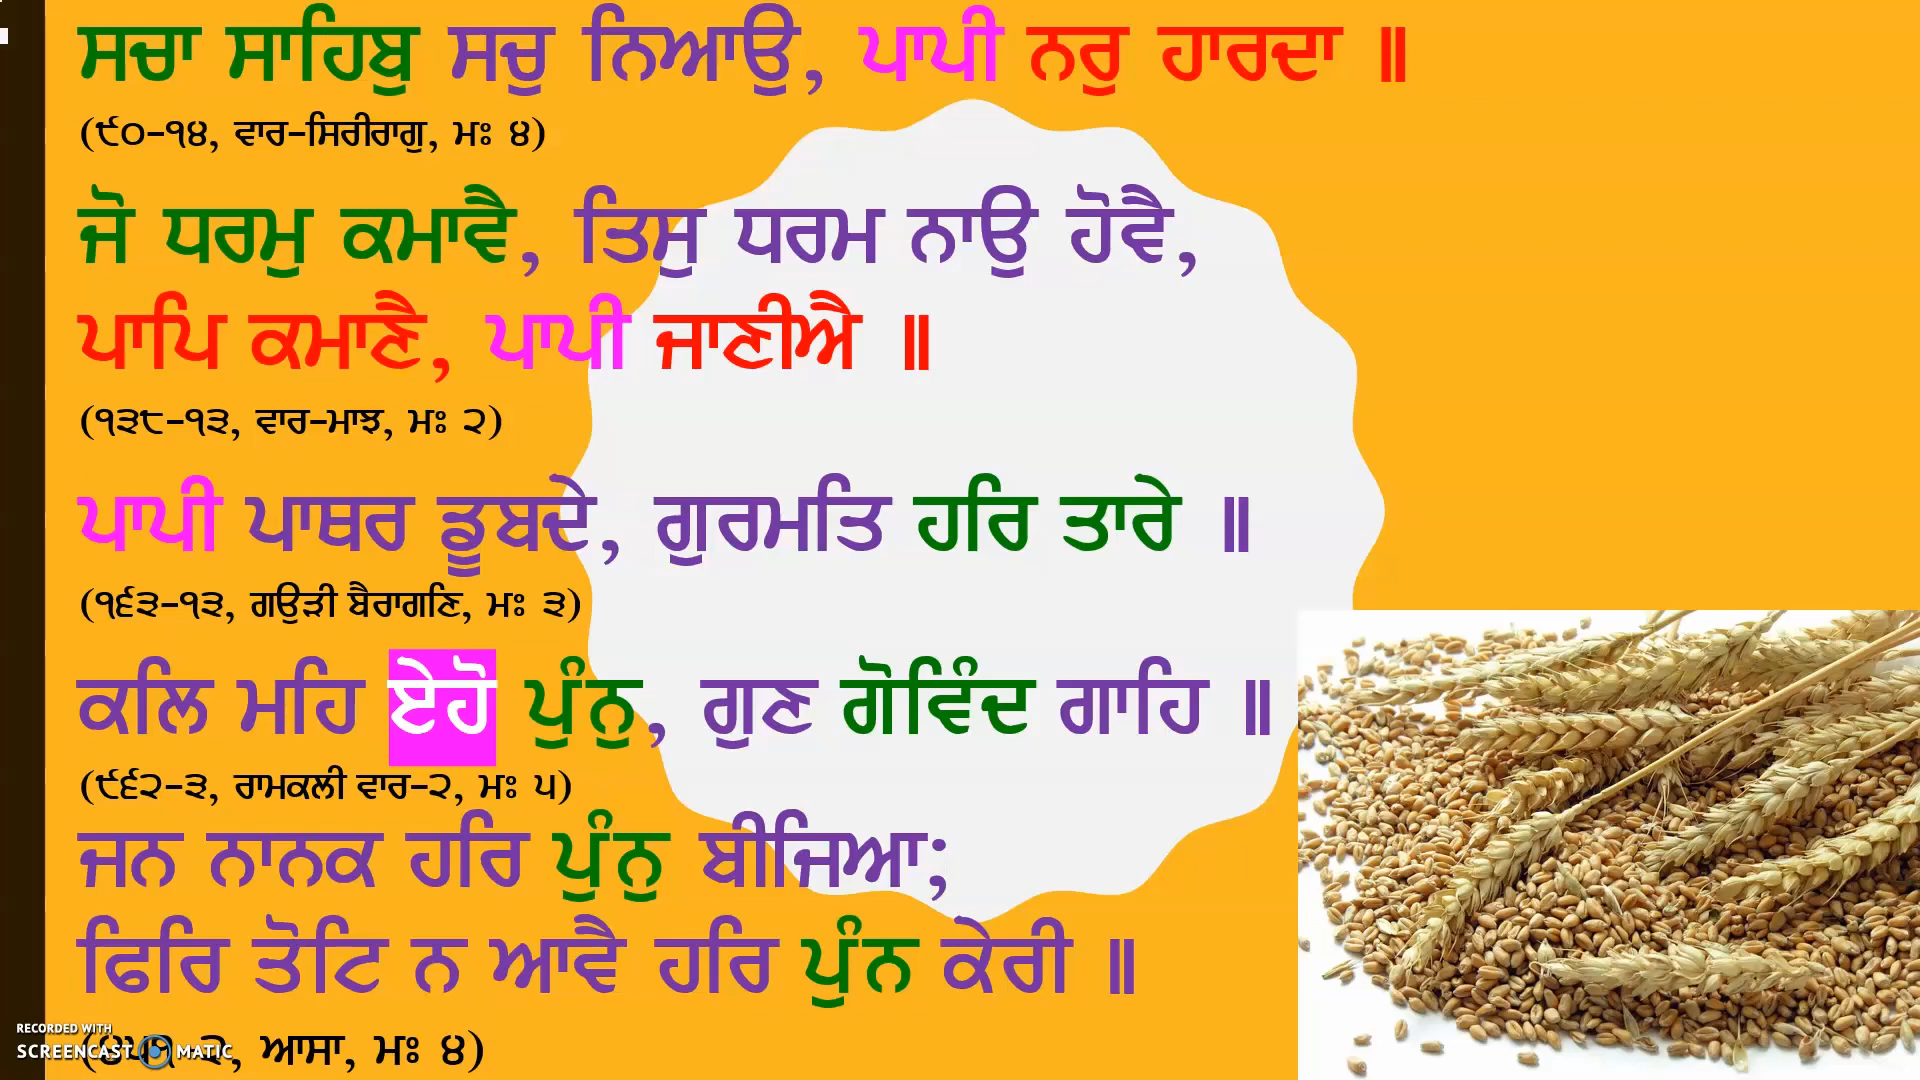 ਸਚਾ ਸਾਹਿਬੁ ਸਚੁ ਨਿਆਉ, ਪਾਪੀ ਨਰੁ ਹਾਰਦਾ ॥
(੯੦-੧੪, ਵਾਰ-ਸਿਰੀਰਾਗੁ, ਮਃ ੪)
ਜੋ ਧਰਮੁ ਕਮਾਵੈ, ਤਿਸੁ ਧਰਮ ਨਾਉ ਹੋਵੈ,
ਪਾਪਿ ਕਮਾਣੈ, ਪਾਪੀ ਜਾਣੀਐ ॥
(੧੩੮-੧੩, ਵਾਰ-ਮਾਝ, ਮਃ ੨)
ਪਾਪੀ ਪਾਥਰ ਡੂਬਦੇ, ਗੁਰਮਤਿ ਹਰਿ ਤਾਰੇ ॥
(੧੬੩-੧੩, ਗਉੜੀ ਬੈਰਾਗਣਿ, ਮਃ ੩)
ਕਲਿ ਮਹਿ ਏਹੋ ਪੁੰਨੁ, ਗੁਣ ਗੋਵਿੰਦ ਗਾਹਿ ॥
(੯੬੨-੩, ਰਾਮਕਲੀ ਵਾਰ-੨, ਮਃ ੫)
ਜਨ ਨਾਨਕ ਹਰਿ ਪੁੰਨੁ ਬੀਜਿਆ;
ਫਿਰਿ ਤੋਟਿ ਨ ਆਵੈ ਹਰਿ ਪੁੰਨ ਕੇਰੀ ॥
ਆਸਾ, ਮਃ ੪)
RECORDED WITH
SCREENCAST MATIC